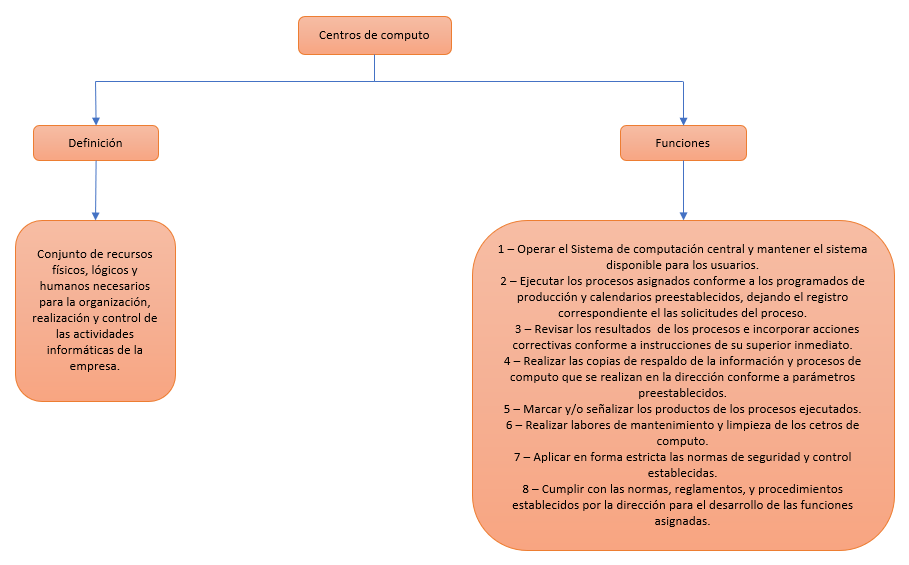 Centros de computo
Definición
Funciones
Conjunto de recursos
físicos, lógicos y
humanos necesarios
para la organización,
realización y control de
las actividades
informáticas de la
empresa.
1 – Operar el Sistema de computación central y mantener el sistema
disponible para los usuarios.
2 – Ejecutar los procesos asignados conforme a los programados de
producción y calendarios preestablecidos, dejando el registro
correspondiente el las solicitudes del proceso.
3 – Revisar los resultados  de los procesos e incorporar acciones
correctivas conforme a instrucciones de su superior inmediato.
4 – Realizar las copias de respaldo de la información y procesos de
computo que se realizan en la dirección conforme a parámetros
preestablecidos.
5 – Marcar y/o señalizar los productos de los procesos ejecutados.
6 – Realizar labores de mantenimiento y limpieza de los cetros de
computo.
7 – Aplicar en forma estricta las normas de seguridad y control
establecidas.
8 – Cumplir con las normas, reglamentos, y procedimientos
establecidos por la dirección para el desarrollo de las funciones
asignadas.